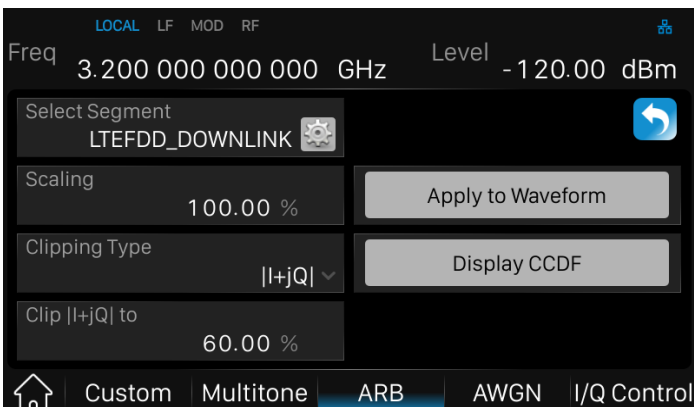 LOCAL LF MOD RF
Freq 3.200 000 000 000 GHz Level -120.00 dBm
Select Segment
LTEFDD_DOWNLINK
Scaling
100.00 %
Apply to Waveform
Clipping Type
|I+jQ|
Display CCDF
Clip |I+jQ| to
60.00 %
Custom Multitone ARB AWGN I/Q Control